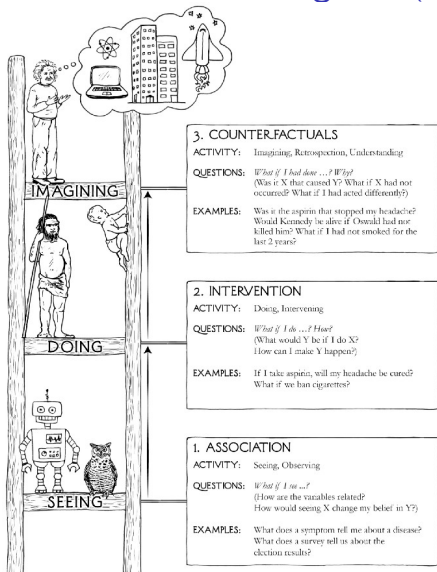 3. COUNTERFACTUALS
ACTIVITY: Imagining, Retrospection, Understanding
QUESTIONS: What if I had done ...? Why?
(Was it X that caused Y? What if X had not
occurred? What if I had acted differently?)
EXAMPLES: Was it the aspirin that stopped my headache?
Would Kennedy be alive if Oswald had not
killed him? What if I had not smoked for the
last 2 years?
IMAGINING
2. INTERVENTION
ACTIVITY: Doing, Intervening
QUESTIONS: What if I do ...? How?
(What would Y be if I do X?
How can I make Y happen?)
EXAMPLES: If I take aspirin, will my headache be cured?
What if we ban cigarettes?
DOING
1. ASSOCIATION
ACTIVITY: Seeing, Observing
QUESTIONS: What if I see ...?
(How are the variables related?
How would seeing X change my belief in Y?)
EXAMPLES: What does a symptom tell me about a disease?
What does a survey tell us about the
election results?
SEEING